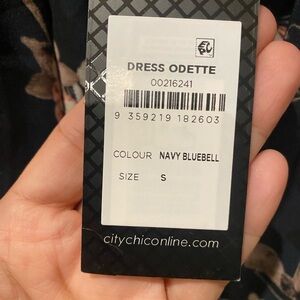 DRESS ODETTE
00216241
9 359219 182603
COLOUR NAVY BLUEBELL
SIZE S
citychiconline.com